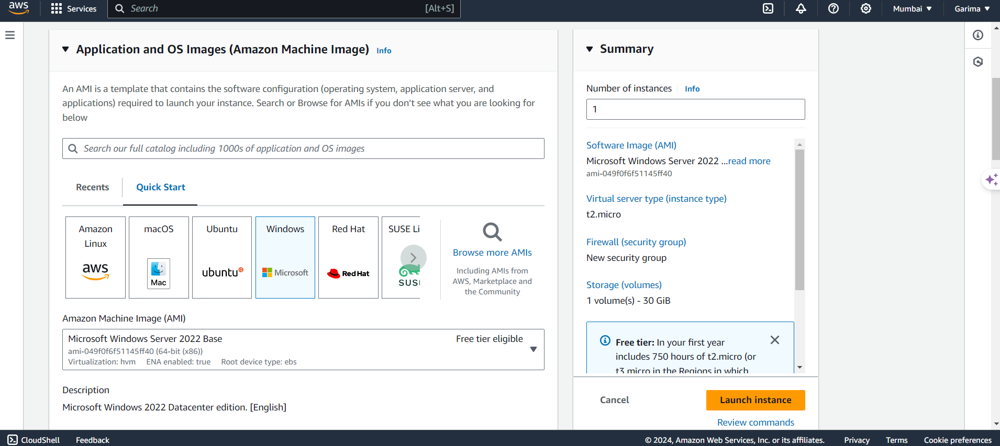 aws
Services
Search
[Alt+S]
Mumbai
Garima
Application and OS Images (Amazon Machine Image) Info
An AMI is a template that contains the software configuration (operating system, application server, and
applications) required to launch your instance. Search or Browse for AMIs if you don’t see what you are looking for
below
Search our full catalog including 1000s of application and OS images
Recents
Quick Start
Amazon
Linux
aws
macOS
Mac
Ubuntu
ubuntu
Windows
Microsoft
Red Hat
Red Hat
SUSE Li
SUS
Browse more AMIs
Including AMIs from
AWS, Marketplace and
the Community
Amazon Machine Image (AMI)
Microsoft Windows Server 2022 Base
Free tier eligible
ami-049f0f6f51145ff40 (64-bit (x86))
Virtualization: hvm ENA enabled: true Root device type: ebs
Description
Microsoft Windows 2022 Datacenter edition. [English]
Summary
Number of instances Info
1
Software Image (AMI)
Microsoft Windows Server 2022 ...read more
ami-049f0f6f51145ff40
Virtual server type (instance type)
t2.micro
Firewall (security group)
New security group
Storage (volumes)
1 volume(s) - 30 GiB
Free tier: In your first year
includes 750 hours of t2.micro (or
t3.micro in the Regions in which
Cancel
Launch instance
Review commands
CloudShell
Feedback
© 2024, Amazon Web Services, Inc. or its affiliates.
Privacy
Terms
Cookie preferences